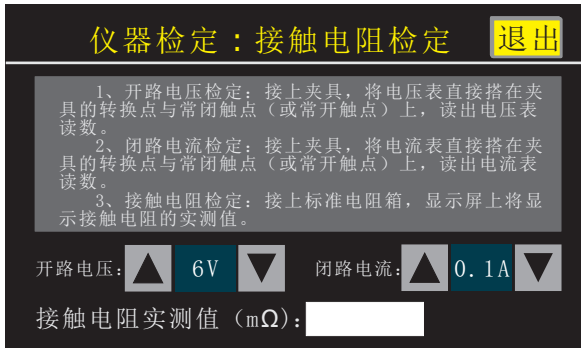 仪器检定：接触电阻检定 退出
1、开路电压检定：接上夹具，将电压表直接搭在夹
具的转换点与常闭触点（或常开触点）上，读出电压表
读数。
2、闭路电流检定：接上夹具，将电流表直接搭在夹
具的转换点与常闭触点（或常开触点）上，读出电流表
读数。
3、接触电阻检定：接上标准电阻箱，显示屏上将显
示接触电阻的实测值。
开路电压： 6V 闭路电流： 0.1A
接触电阻实测值（mΩ）：